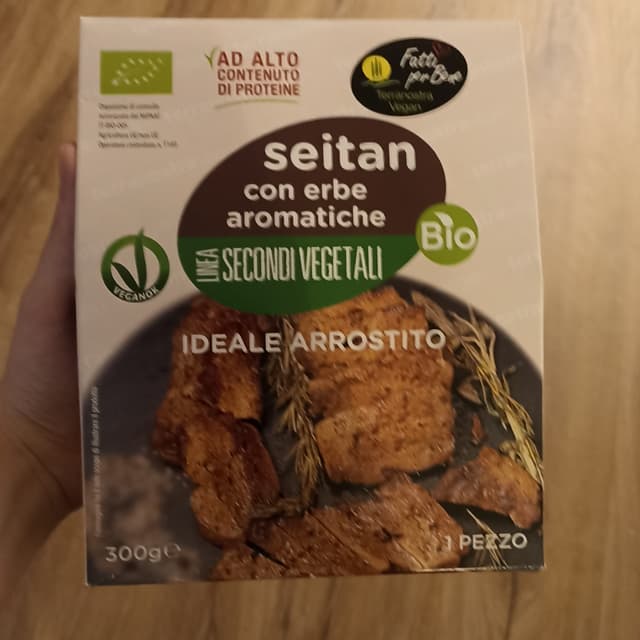 AD ALTO
CONTENUTO
DI PROTEINE
Fatti
per Bene
Terranostra
Vegan
seitan
con erbe
aromatiche
Bio
LINEA SECONDI VEGETALI
VEGANOK
IDEALE ARROSTITO
300g e
1 PEZZO